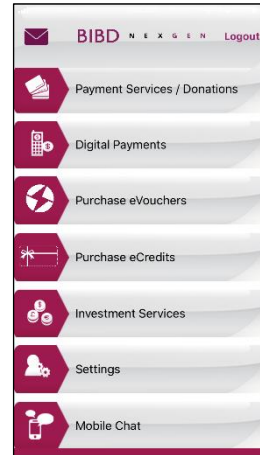 BIBD NEXGEN Logout
Payment Services / Donations
Digital Payments
Purchase eVouchers
Purchase eCredits
Investment Services
Settings
Mobile Chat